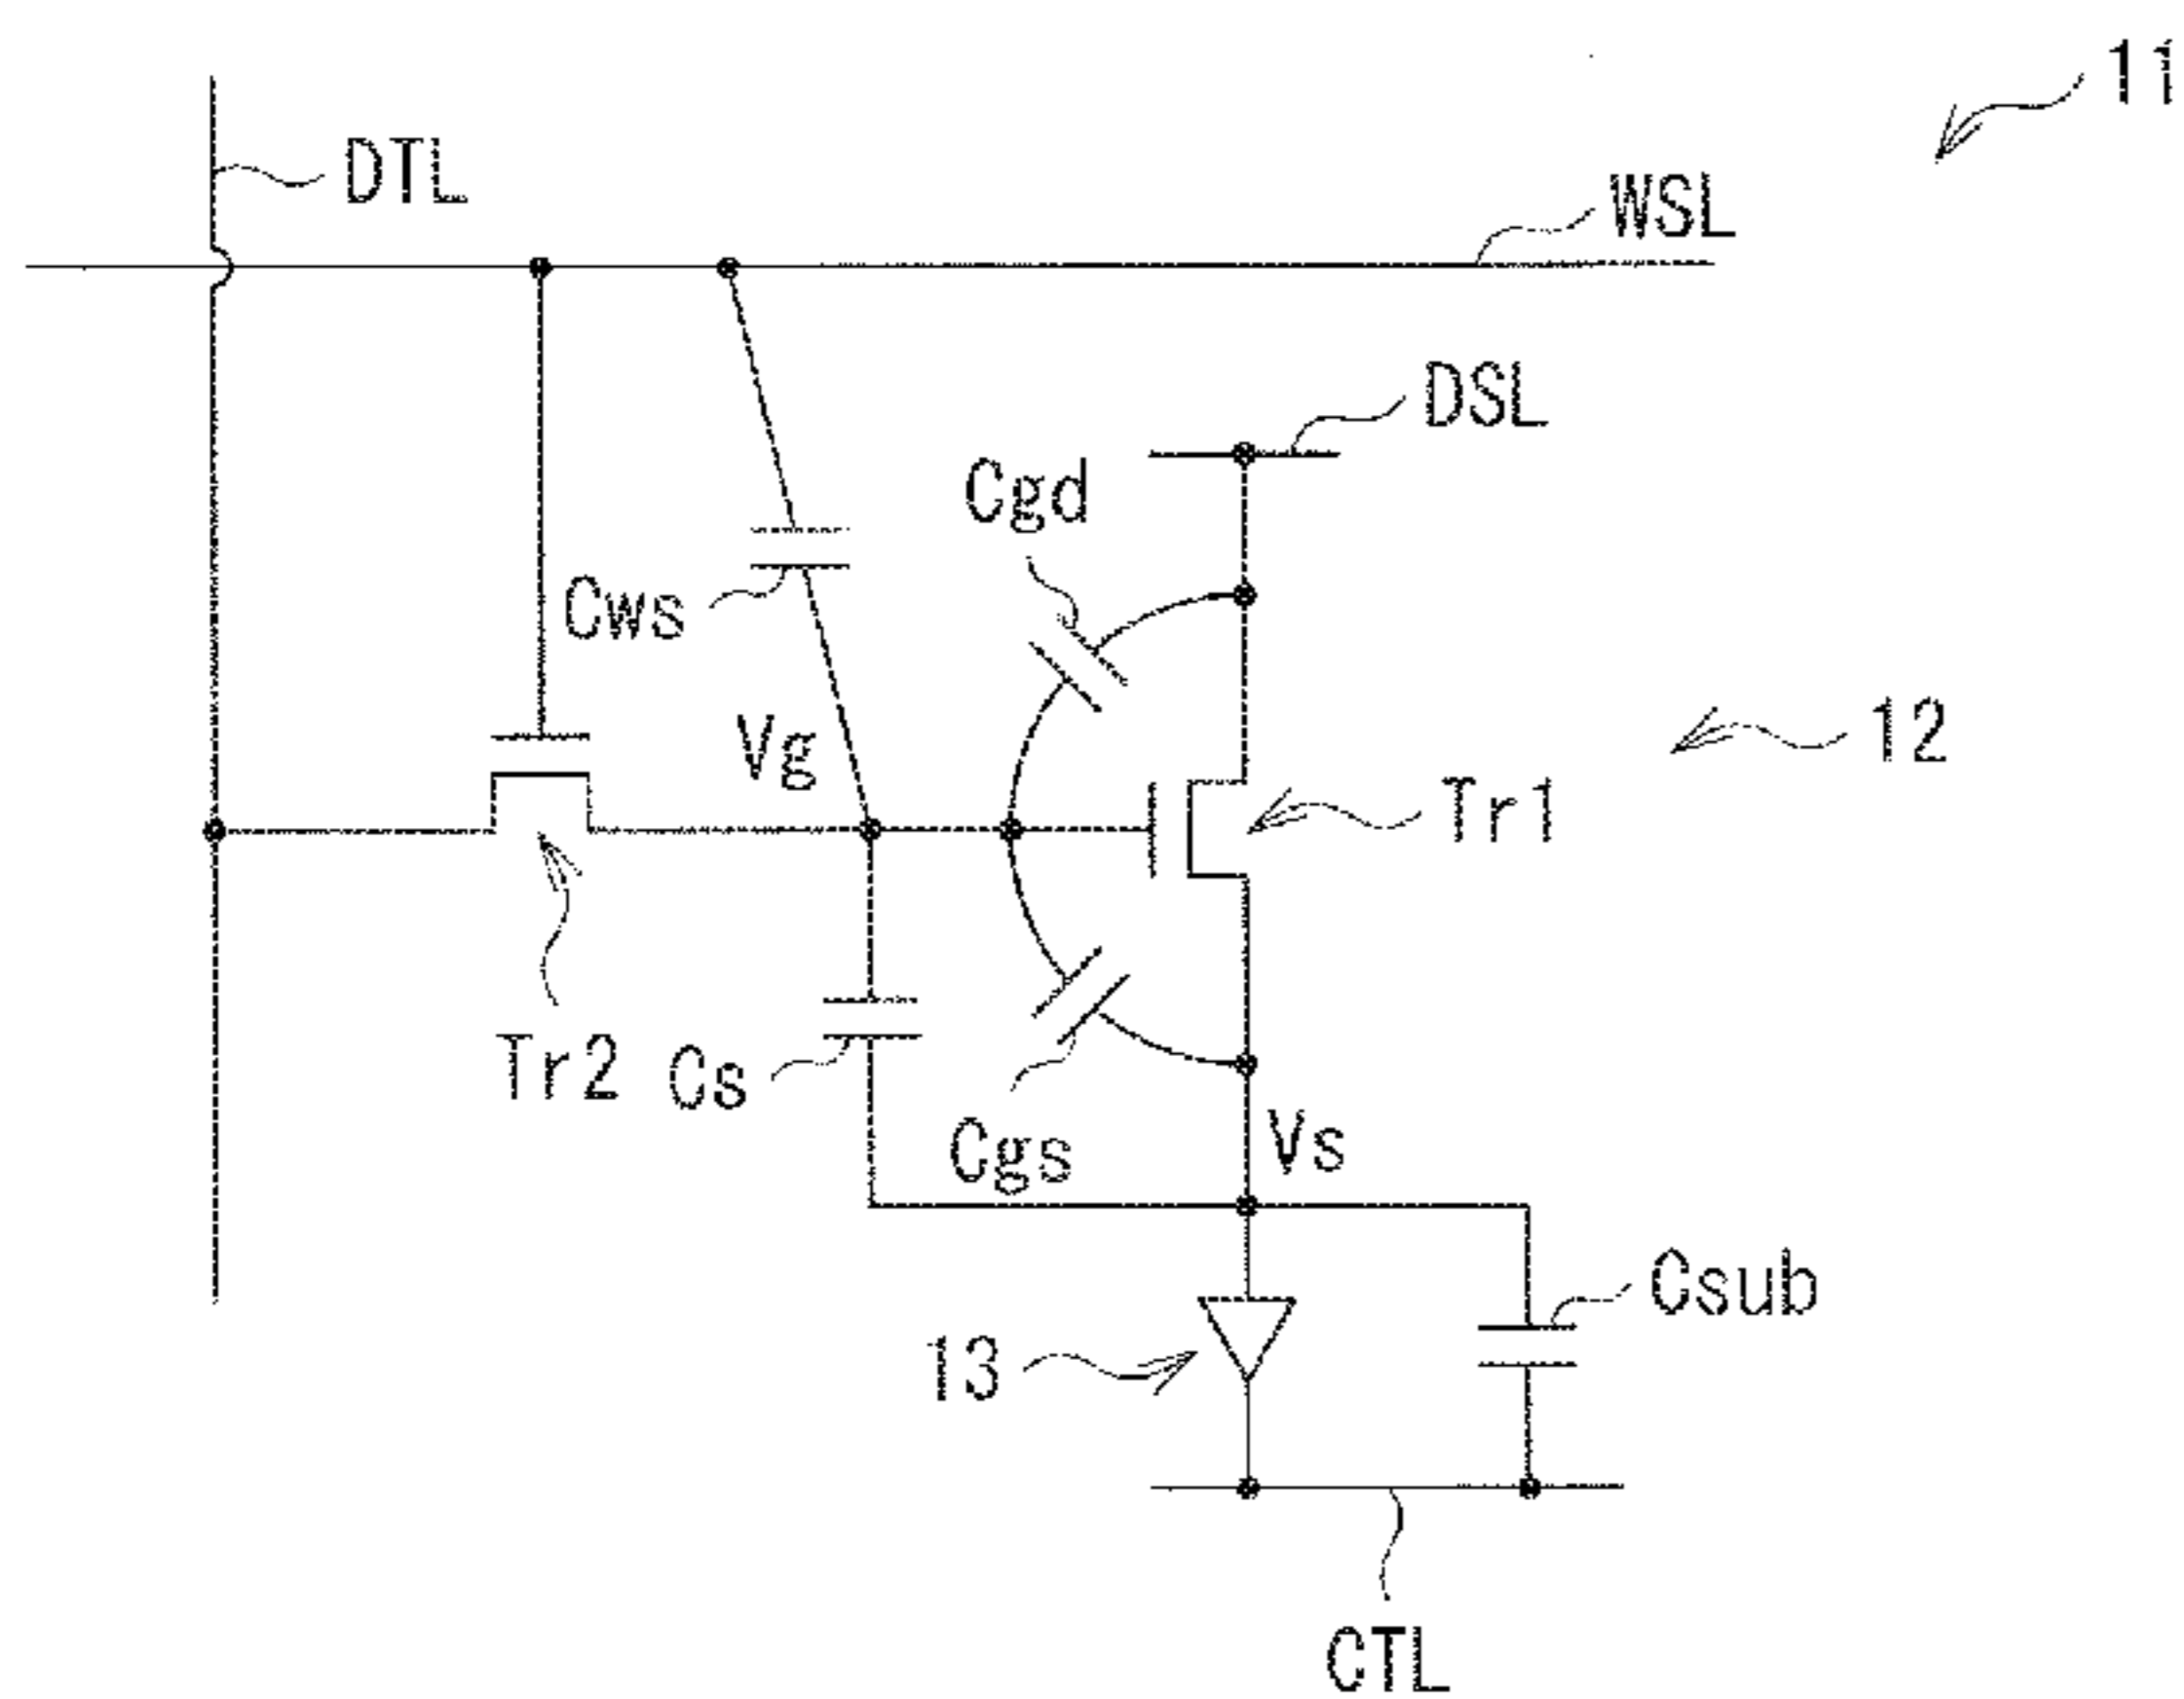 11
DTL
WSL
DSL
Cgd
Cws
Vg
12
Tr1
Tr2
Cs
Cgs
Vs
Csub
13
CTL